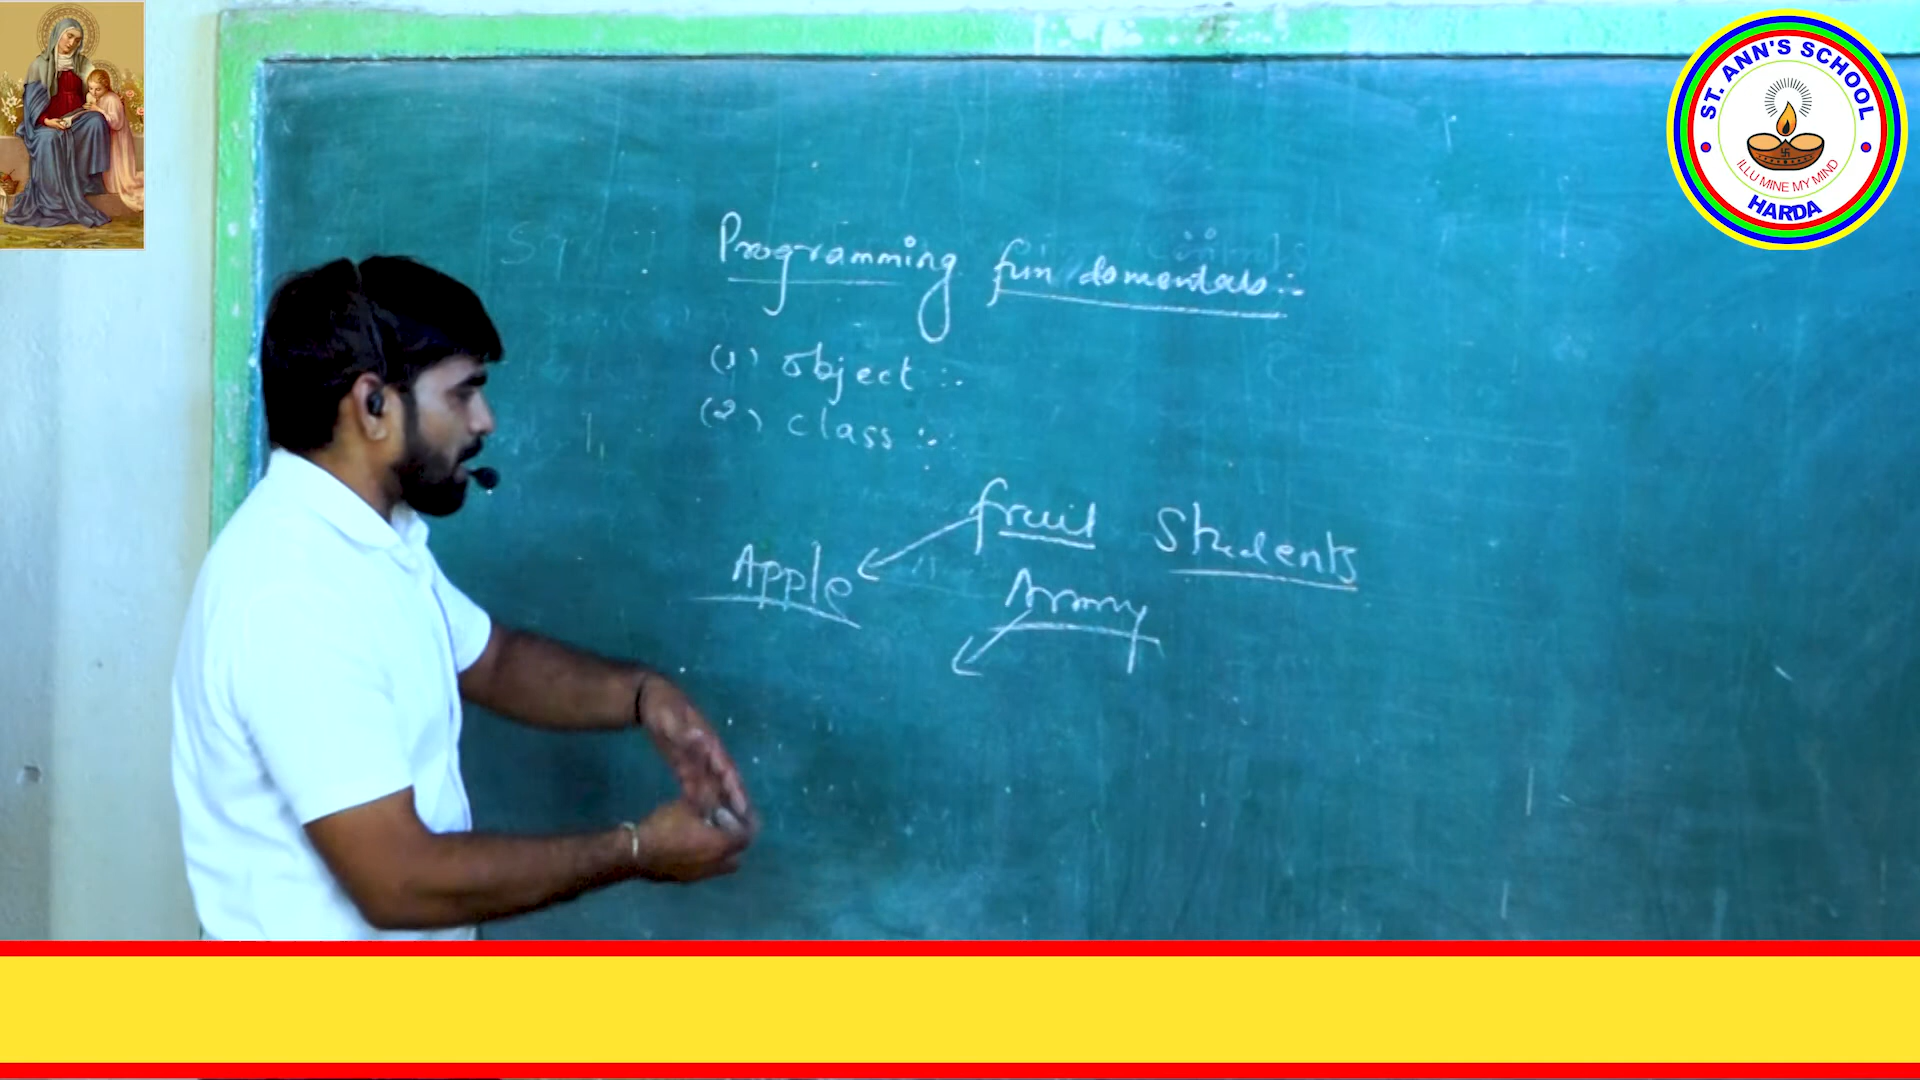 ST. ANN'S SCHOOL
ILLU MINE MY MIND
HARDA
Programming fundamentals :-
(1) object :-
(2) class :-
fruit Students
Apple
Army